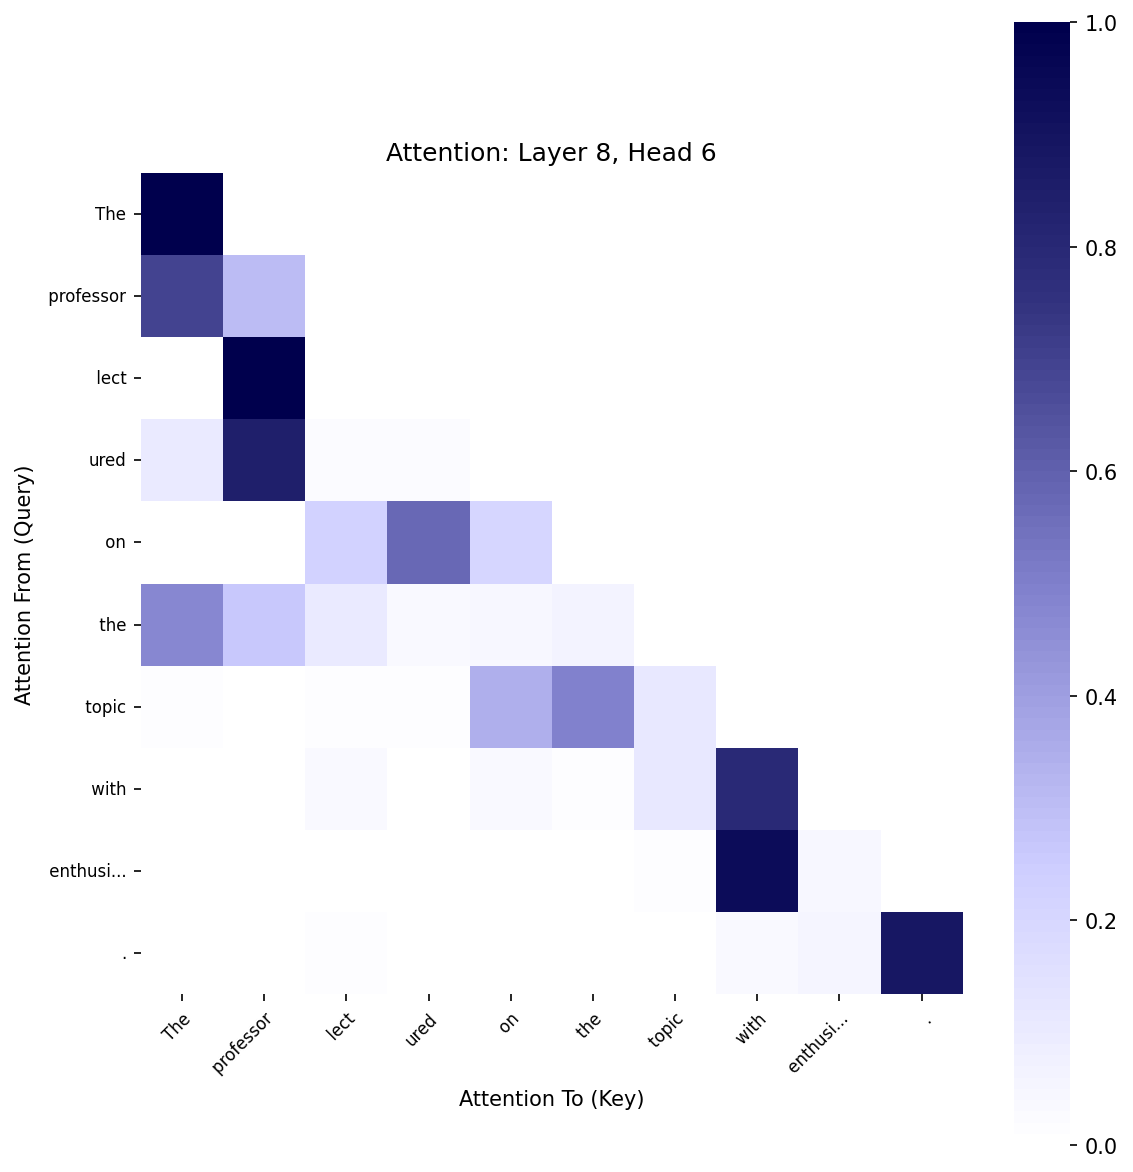 Attention: Layer 8, Head 6
Attention From (Query)
The
professor
lect
ured
on
the
topic
with
enthusi...
.
The
professor
lect
ured
on
the
topic
with
enthusi...
.
Attention To (Key)
1.0
0.8
0.6
0.4
0.2
0.0